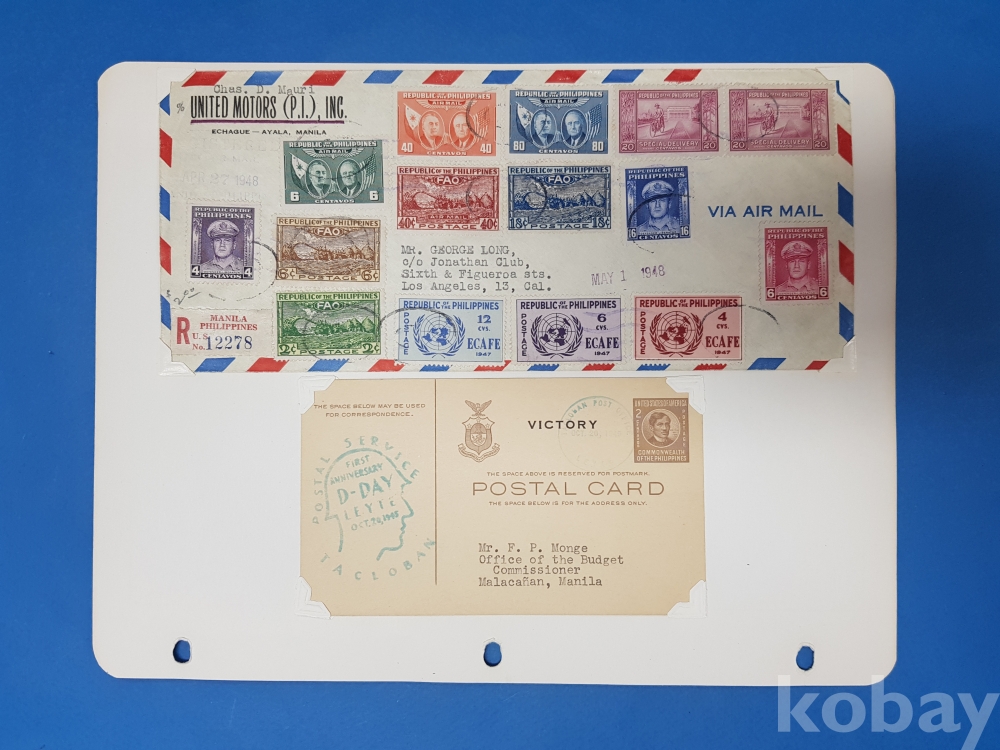 Chas. D. Mauri
% UNITED MOTORS (P.I.), INC.
ECHAGUE — AYALA, MANILA
APR 27 1948
REPUBLIC OF THE PHILIPPINES
AIR MAIL
40 40
CENTAVOS
REPUBLIC OF THE PHILIPPINES
AIR MAIL
80 80
CENTAVOS
REPUBLIC OF THE PHILIPPINES
20 SPECIAL DELIVERY 20
REPUBLIC OF THE PHILIPPINES
20 SPECIAL DELIVERY 20
REPUBLIC OF THE PHILIPPINES
AIR MAIL
6 6
CENTAVOS
REPUBLIC OF THE PHILIPPINES
FAO
40¢ AIR MAIL 40¢
REPUBLIC OF THE PHILIPPINES
FAO
18¢ 18¢
POSTAGE
REPUBLIC OF THE
PHILIPPINES
16 16
CENTAVOS
VIA AIR MAIL
REPUBLIC OF THE
PHILIPPINES
4 4
CENTAVOS
REPUBLIC OF THE PHILIPPINES
FAO
6¢ POSTAGE 6¢
MR. GEORGE LONG,
c/o Jonathan Club,
Sixth & Figueroa sts.
Los Angeles, 13, Cal.
MAY 1 1948
REPUBLIC OF THE
PHILIPPINES
6 6
CENTAVOS
R
MANILA
PHILIPPINES
U. S.
No. 12278
REPUBLIC OF THE PHILIPPINES
FAO
2¢ POSTAGE 2¢
REPUBLIC OF THE PHILIPPINES
POSTAGE
12
CVS.
ECAFE
1947
REPUBLIC OF THE PHILIPPINES
POSTAGE
6
CVS.
ECAFE
1947
REPUBLIC OF THE PHILIPPINES
POSTAGE
4
CVS.
ECAFE
1947
THE SPACE BELOW MAY BE USED
FOR CORRESPONDENCE.
POSTAL SERVICE
FIRST
ANNIVERSARY
D-DAY
LEYTE
OCT. 20, 1945
TACLOBAN
VICTORY
UNITED STATES OF AMERICA
2
POSTAGE
COMMONWEALTH
OF THE PHILIPPINES
THE SPACE ABOVE IS RESERVED FOR POSTMARK.
POSTAL CARD
THE SPACE BELOW IS FOR THE ADDRESS ONLY.
Mr. F. P. Monge
Office of the Budget
Commissioner
Malacañan, Manila
kobay